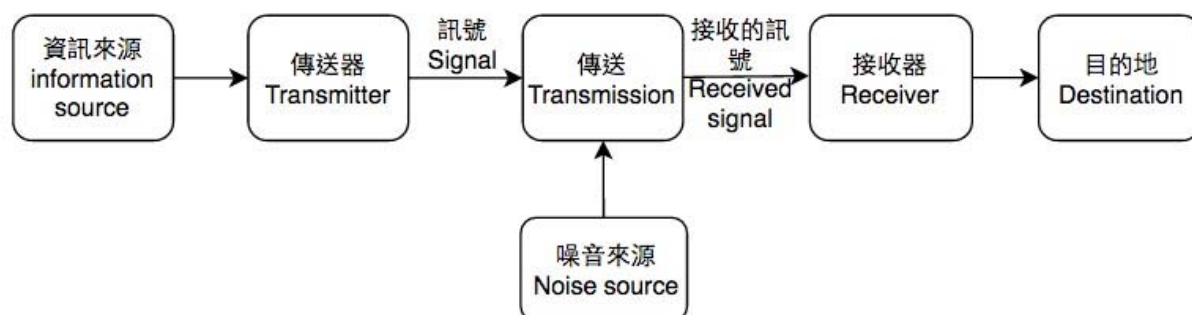 資訊來源
information
source
傳送器
Transmitter
訊號
Signal
傳送
Transmission
接收的訊
號
Received
signal
接收器
Receiver
目的地
Destination
噪音來源
Noise source